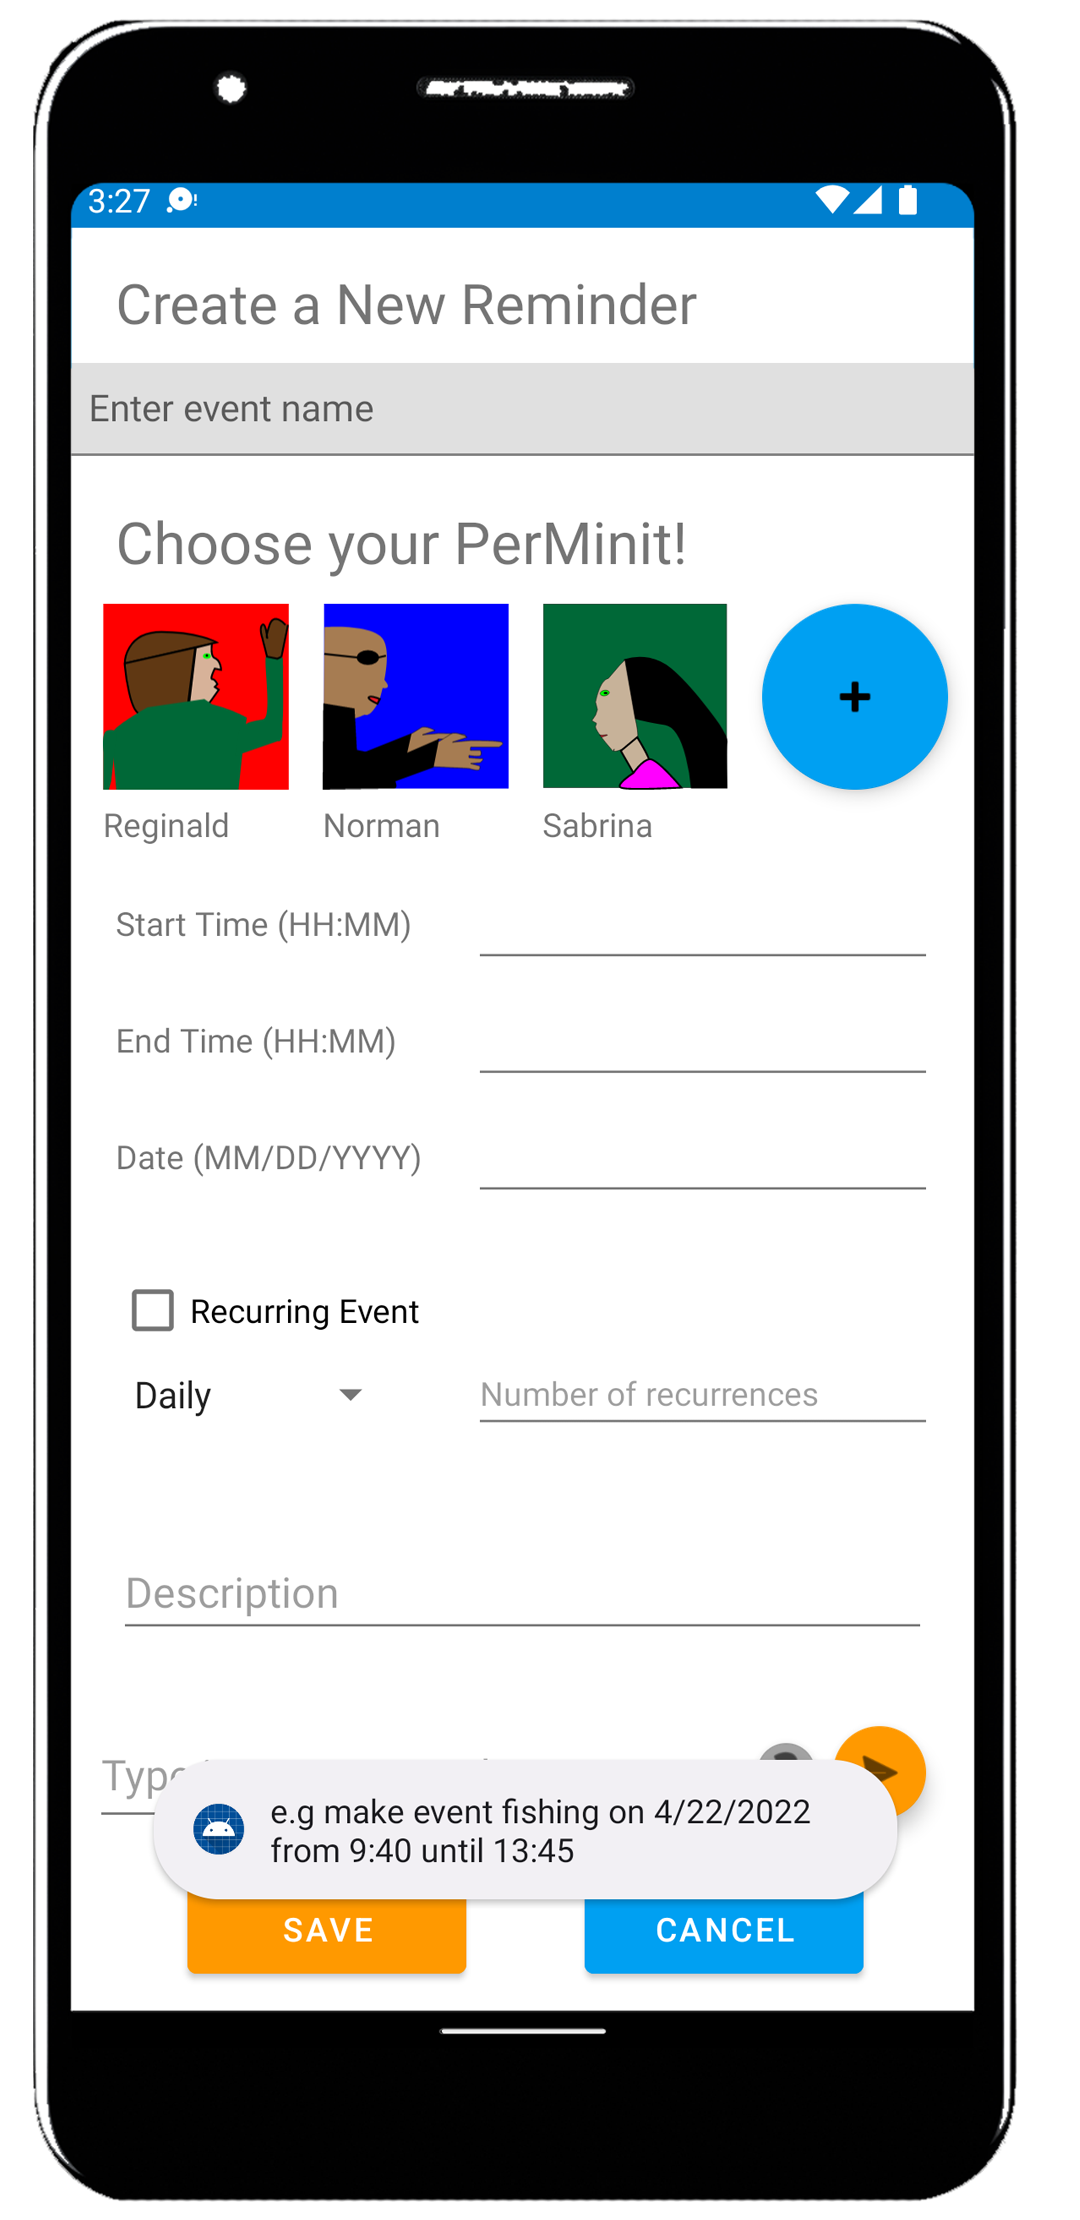 3:27
Create a New Reminder
Enter event name
Choose your PerMinit!
Reginald Norman Sabrina
Start Time (HH:MM)
End Time (HH:MM)
Date (MM/DD/YYYY)
Recurring Event
Daily Number of recurrences
Description
e.g make event fishing on 4/22/2022
from 9:40 until 13:45
SAVE CANCEL